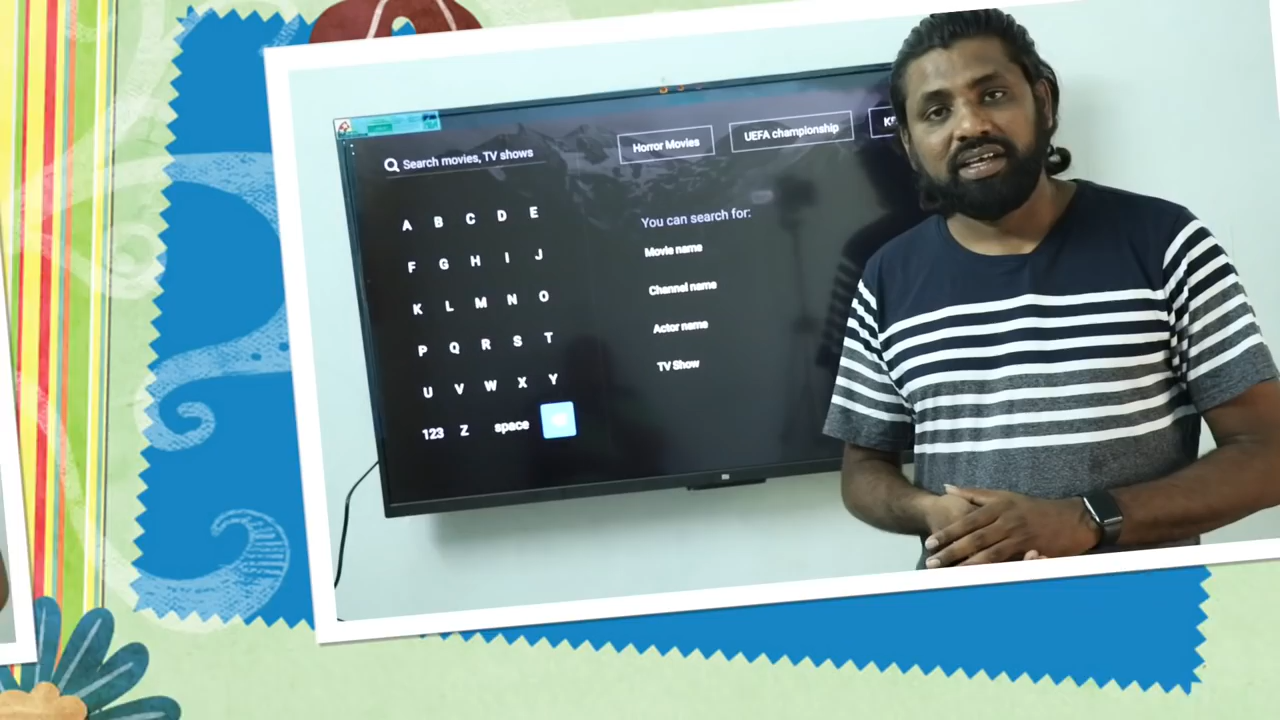 Search movies, TV shows
Horror Movies
UEFA championship
A B C D E
F G H I J
K L M N O
P Q R S T
U V W X Y
123 Z space
You can search for:
Movie name
Channel name
Actor name
TV Show